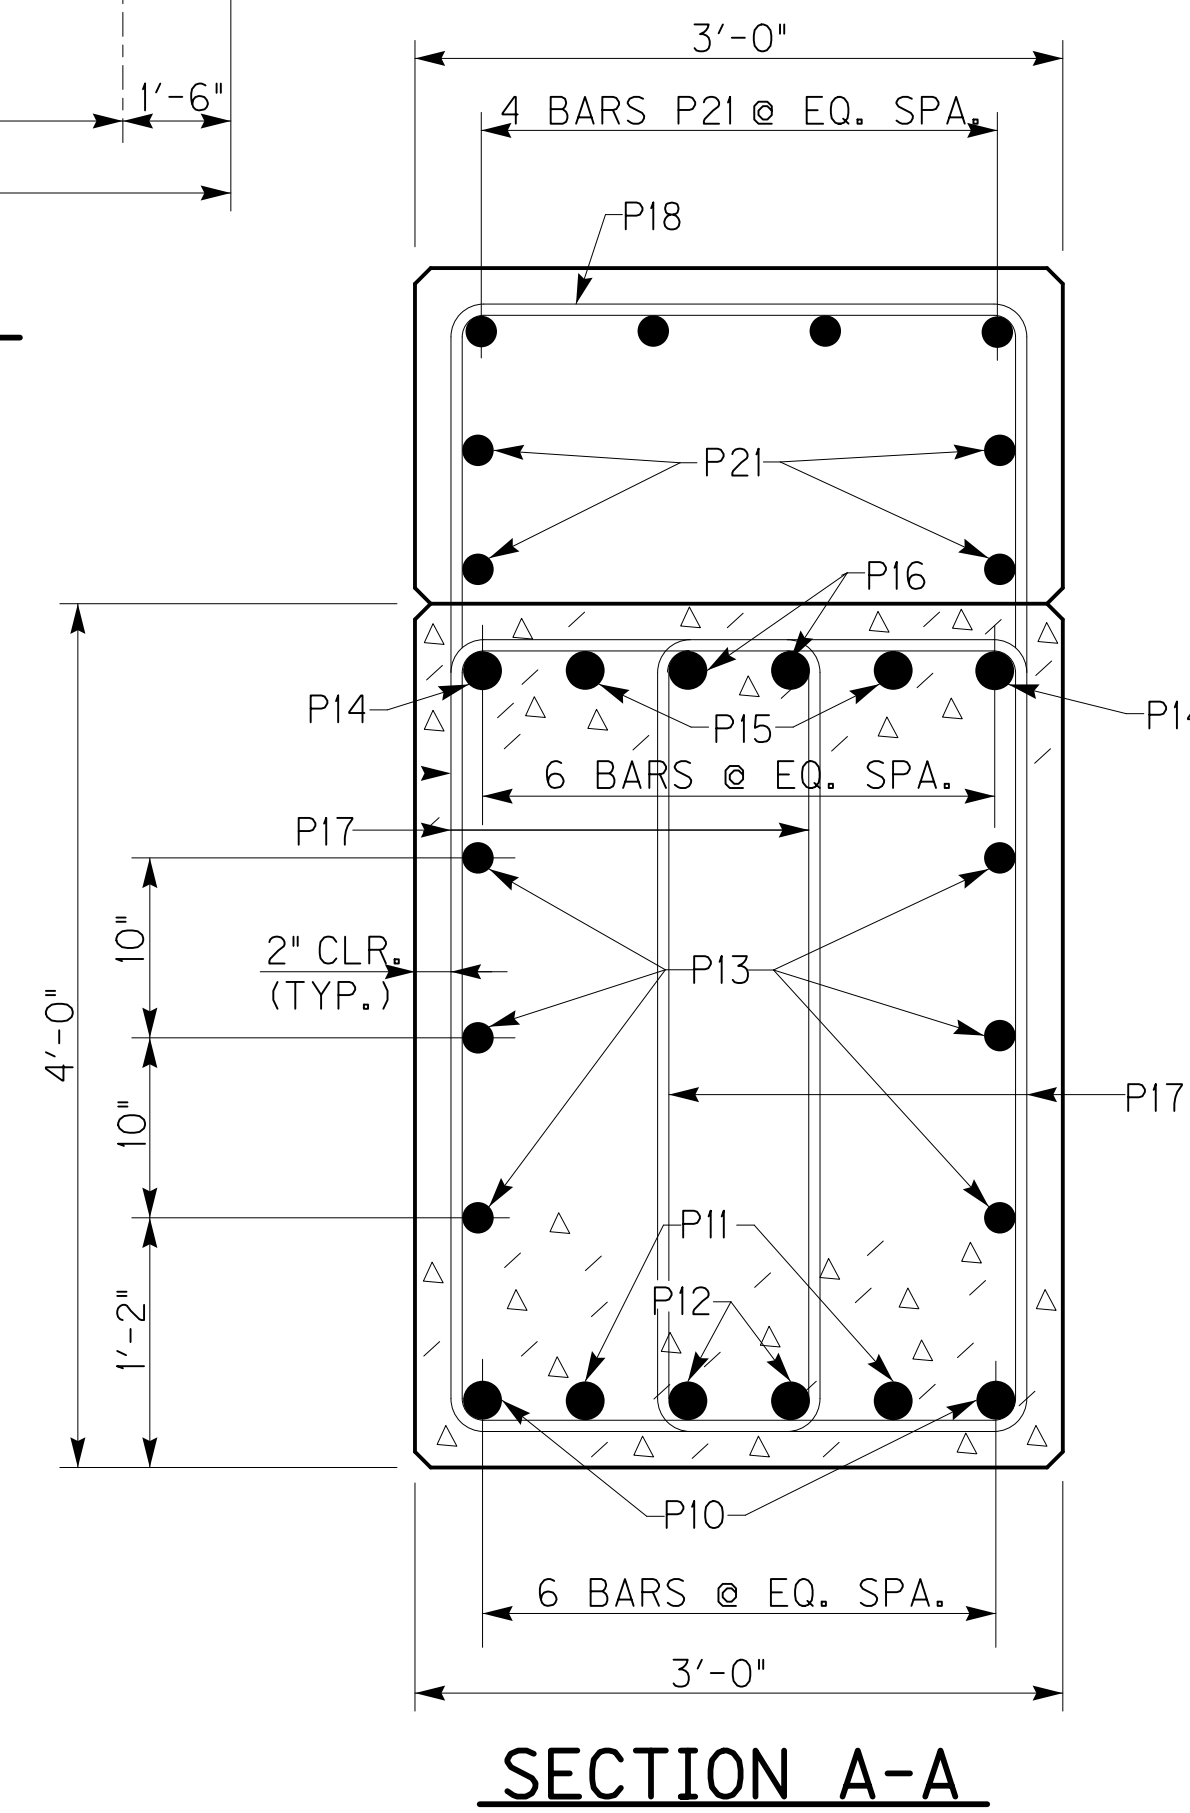 3'-0"
1'-6"
4 BARS P21 @ EQ. SPA.
P18
P21
P16
P14
P15
P14
6 BARS @ EQ. SPA.
P17
10"
2" CLR.
(TYP.)
P13
4'-0"
10"
P17
P11
P12
1'-2"
P10
6 BARS @ EQ. SPA.
3'-0"
SECTION A-A